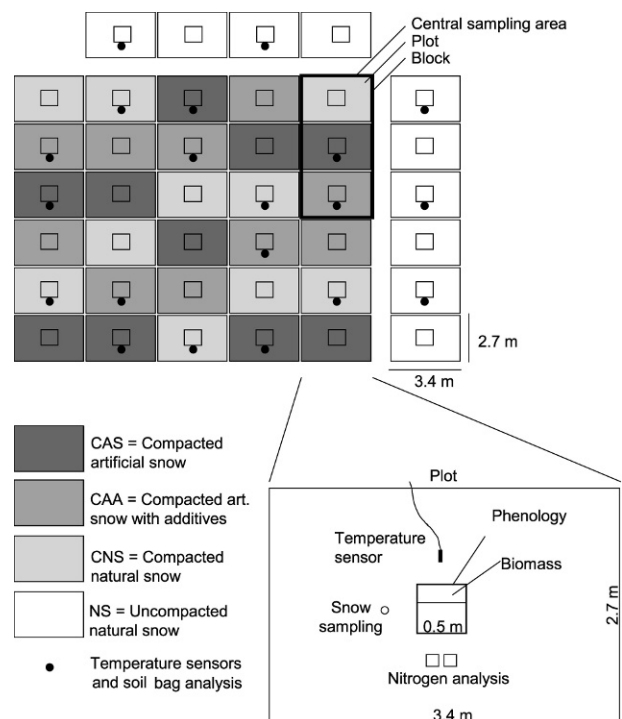 Central sampling area
Plot
Block
2.7 m
3.4 m
CAS = Compacted
artificial snow
CAA = Compacted art.
snow with additives
CNS = Compacted
natural snow
NS = Uncompacted
natural snow
Temperature sensors
and soil bag analysis
Plot
Phenology
Temperature
sensor
Biomass
Snow
sampling
0.5 m
2.7 m
Nitrogen analysis
3.4 m